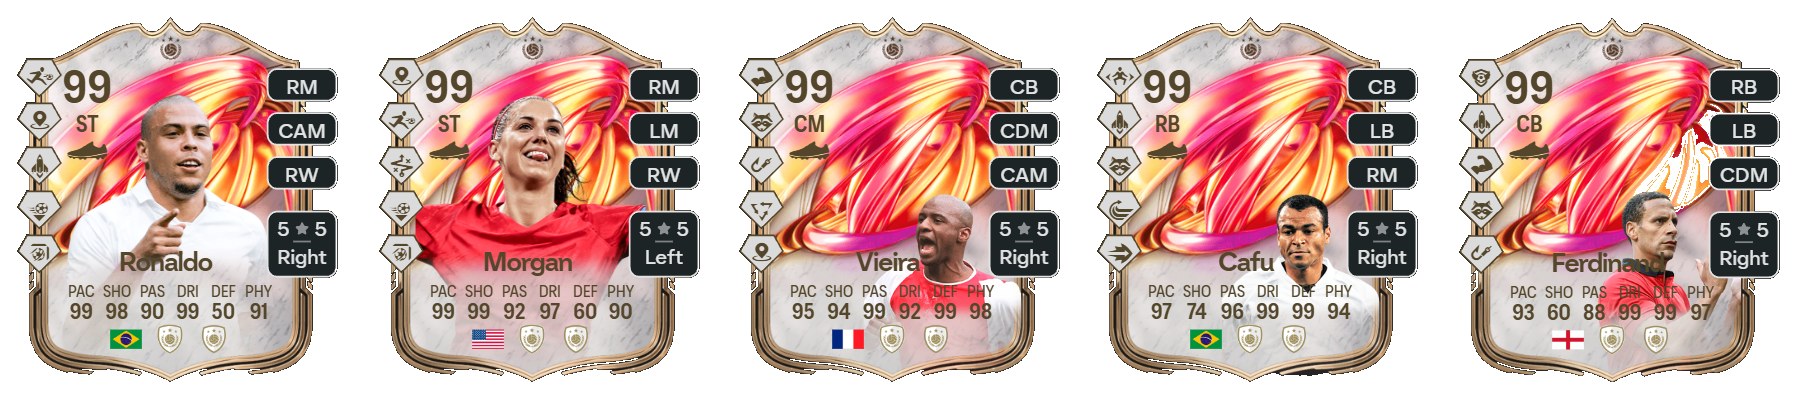 99
ST
RM
CAM
RW
5 ★ 5
Right
Ronaldo
PAC SHO PAS DRI DEF PHY
99 98 90 99 50 91
99
ST
RM
LM
RW
5 ★ 5
Left
Morgan
PAC SHO PAS DRI DEF PHY
99 99 92 97 60 90
99
CM
CB
CDM
CAM
5 ★ 5
Right
Vieira
PAC SHO PAS DRI DEF PHY
95 94 99 92 99 98
99
RB
CB
LB
RM
5 ★ 5
Right
Cafu
PAC SHO PAS DRI DEF PHY
97 74 96 99 99 94
99
CB
RB
LB
CDM
5 ★ 5
Right
Ferdinand
PAC SHO PAS DRI DEF PHY
93 60 88 99 99 97